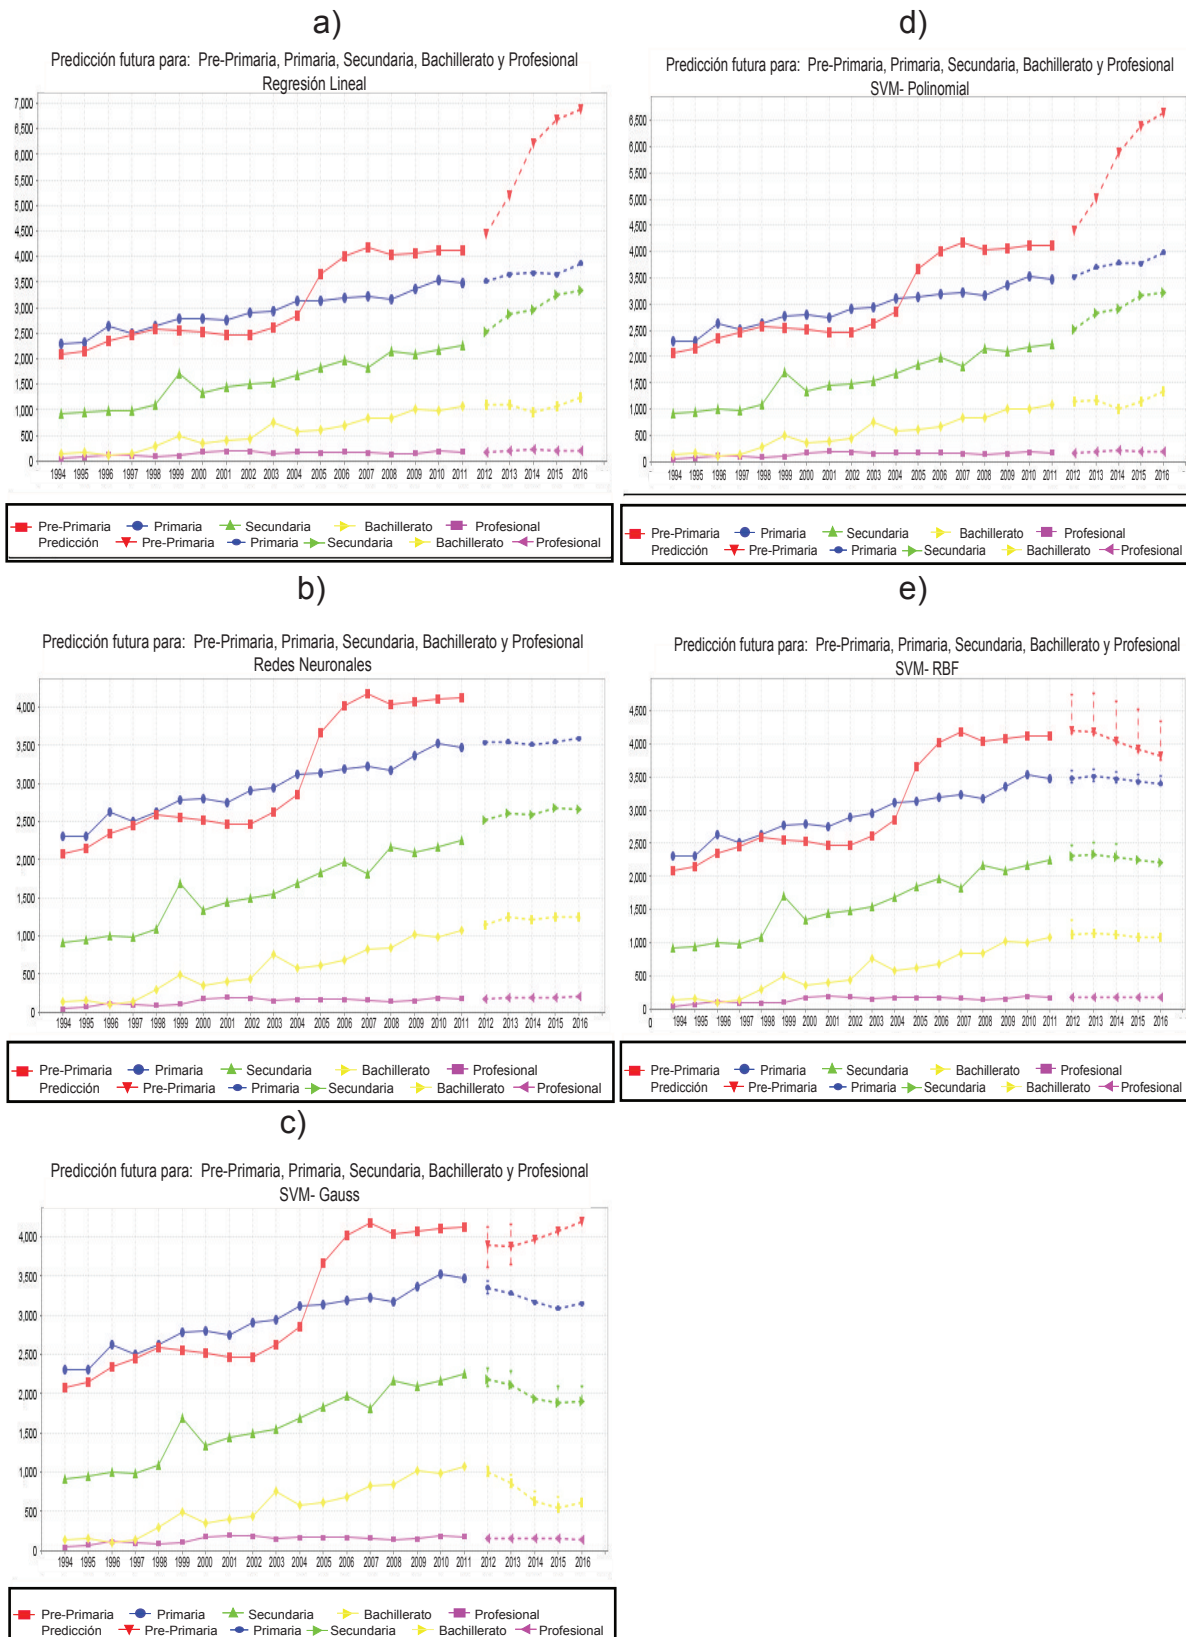 a)
Predicción futura para: Pre-Primaria, Primaria, Secundaria, Bachillerato y Profesional
Regresión Lineal
7,000
6,500
6,000
5,500
5,000
4,500
4,000
3,500
3,000
2,500
2,000
1,500
1,000
500
0
1994 1995 1996 1997 1998 1999 2000 2001 2002 2003 2004 2005 2006 2007 2008 2009 2010 2011 2012 2013 2014 2015 2016
Pre-Primaria Primaria Secundaria Bachillerato Profesional
Predicción Pre-Primaria Primaria Secundaria Bachillerato Profesional
b)
Predicción futura para: Pre-Primaria, Primaria, Secundaria, Bachillerato y Profesional
Redes Neuronales
4,000
3,500
3,000
2,500
2,000
1,500
1,000
500
0
1994 1995 1996 1997 1998 1999 2000 2001 2002 2003 2004 2005 2006 2007 2008 2009 2010 2011 2012 2013 2014 2015 2016
Pre-Primaria Primaria Secundaria Bachillerato Profesional
Predicción Pre-Primaria Primaria Secundaria Bachillerato Profesional
c)
Predicción futura para: Pre-Primaria, Primaria, Secundaria, Bachillerato y Profesional
SVM- Gauss
4,000
3,500
3,000
2,500
2,000
1,500
1,000
500
0
1994 1995 1996 1997 1998 1999 2000 2001 2002 2003 2004 2005 2006 2007 2008 2009 2010 2011 2012 2013 2014 2015 2016
Pre-Primaria Primaria Secundaria Bachillerato Profesional
Predicción Pre-Primaria Primaria Secundaria Bachillerato Profesional
d)
Predicción futura para: Pre-Primaria, Primaria, Secundaria, Bachillerato y Profesional
SVM- Polinomial
6,500
6,000
5,500
5,000
4,500
4,000
3,500
3,000
2,500
2,000
1,500
1,000
500
0
1994 1995 1996 1997 1998 1999 2000 2001 2002 2003 2004 2005 2006 2007 2008 2009 2010 2011 2012 2013 2014 2015 2016
Pre-Primaria Primaria Secundaria Bachillerato Profesional
Predicción Pre-Primaria Primaria Secundaria Bachillerato Profesional
e)
Predicción futura para: Pre-Primaria, Primaria, Secundaria, Bachillerato y Profesional
SVM- RBF
4,500
4,000
3,500
3,000
2,500
2,000
1,500
1,000
500
0
0 1994 1995 1996 1997 1998 1999 2000 2001 2002 2003 2004 2005 2006 2007 2008 2009 2010 2011 2012 2013 2014 2015 2016
Pre-Primaria Primaria Secundaria Bachillerato Profesional
Predicción Pre-Primaria Primaria Secundaria Bachillerato Profesional